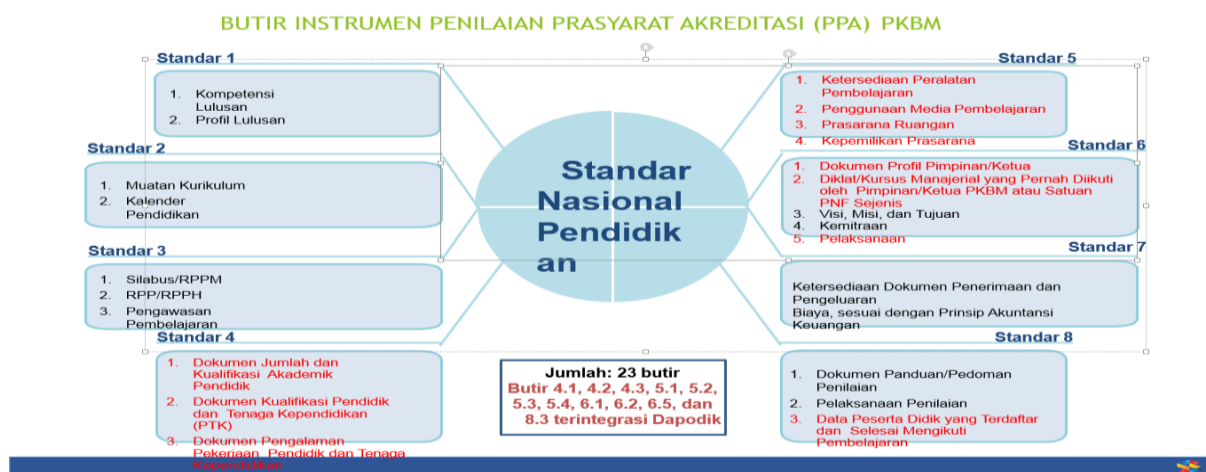 BUTIR INSTRUMEN PENILAIAN PRASYARAT AKREDITASI (PPA) PKBM
Standar 1
1. Kompetensi
Lulusan
2. Profil Lulusan
Standar 2
1. Muatan Kurikulum
2. Kalender
Pendidikan
Standar 3
1. Silabus/RPPM
2. RPP/RPPH
3. Pengawasan
Pembelajaran
Standar 4
1. Dokumen Jumlah dan
Kualifikasi Akademik
Pendidik
2. Dokumen Kualifikasi Pendidik
dan Tenaga Kependidikan
(PTK)
3. Dokumen Pengalaman
Pekerjaan Pendidik dan Tenaga
Kependidikan
Standar
Nasional
Pendidik
an
Jumlah: 23 butir
Butir 4.1, 4.2, 4.3, 5.1, 5.2,
5.3, 5.4, 6.1, 6.2, 6.5, dan
8.3 terintegrasi Dapodik
Standar 5
1. Ketersediaan Peralatan
Pembelajaran
2. Penggunaan Media Pembelajaran
3. Prasarana Ruangan
4. Kepemilikan Prasarana
Standar 6
1. Dokumen Profil Pimpinan/Ketua
2. Diklat/Kursus Manajerial yang Pernah Diikuti
oleh Pimpinan/Ketua PKBM atau Satuan
PNF Sejenis
3. Visi, Misi, dan Tujuan
4. Kemitraan
5. Pelaksanaan
Standar 7
Ketersediaan Dokumen Penerimaan dan
Pengeluaran
Biaya, sesuai dengan Prinsip Akuntansi
Keuangan
Standar 8
1. Dokumen Panduan/Pedoman
Penilaian
2. Pelaksanaan Penilaian
3. Data Peserta Didik yang Terdaftar
dan Selesai Mengikuti
Pembelajaran